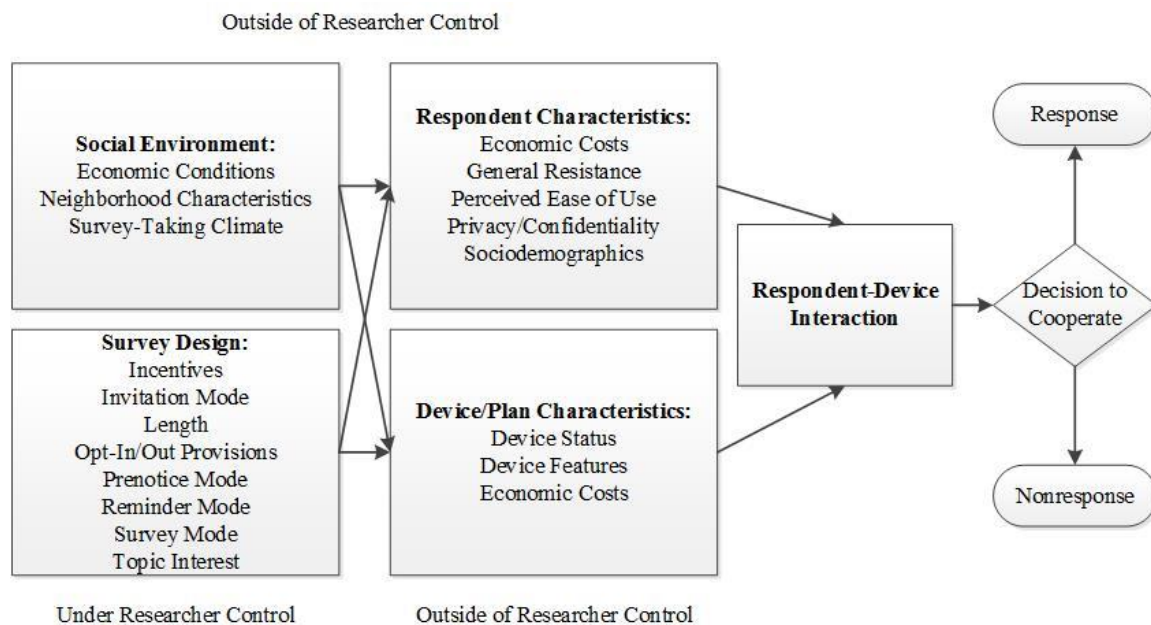 Outside of Researcher Control
Social Environment:
Economic Conditions
Neighborhood Characteristics
Survey-Taking Climate
Respondent Characteristics:
Economic Costs
General Resistance
Perceived Ease of Use
Privacy/Confidentiality
Sociodemographics
Survey Design:
Incentives
Invitation Mode
Length
Opt-In/Out Provisions
Prenotice Mode
Reminder Mode
Survey Mode
Topic Interest
Device/Plan Characteristics:
Device Status
Device Features
Economic Costs
Respondent-Device
Interaction
Response
Decision to
Cooperate
Nonresponse
Under Researcher Control
Outside of Researcher Control